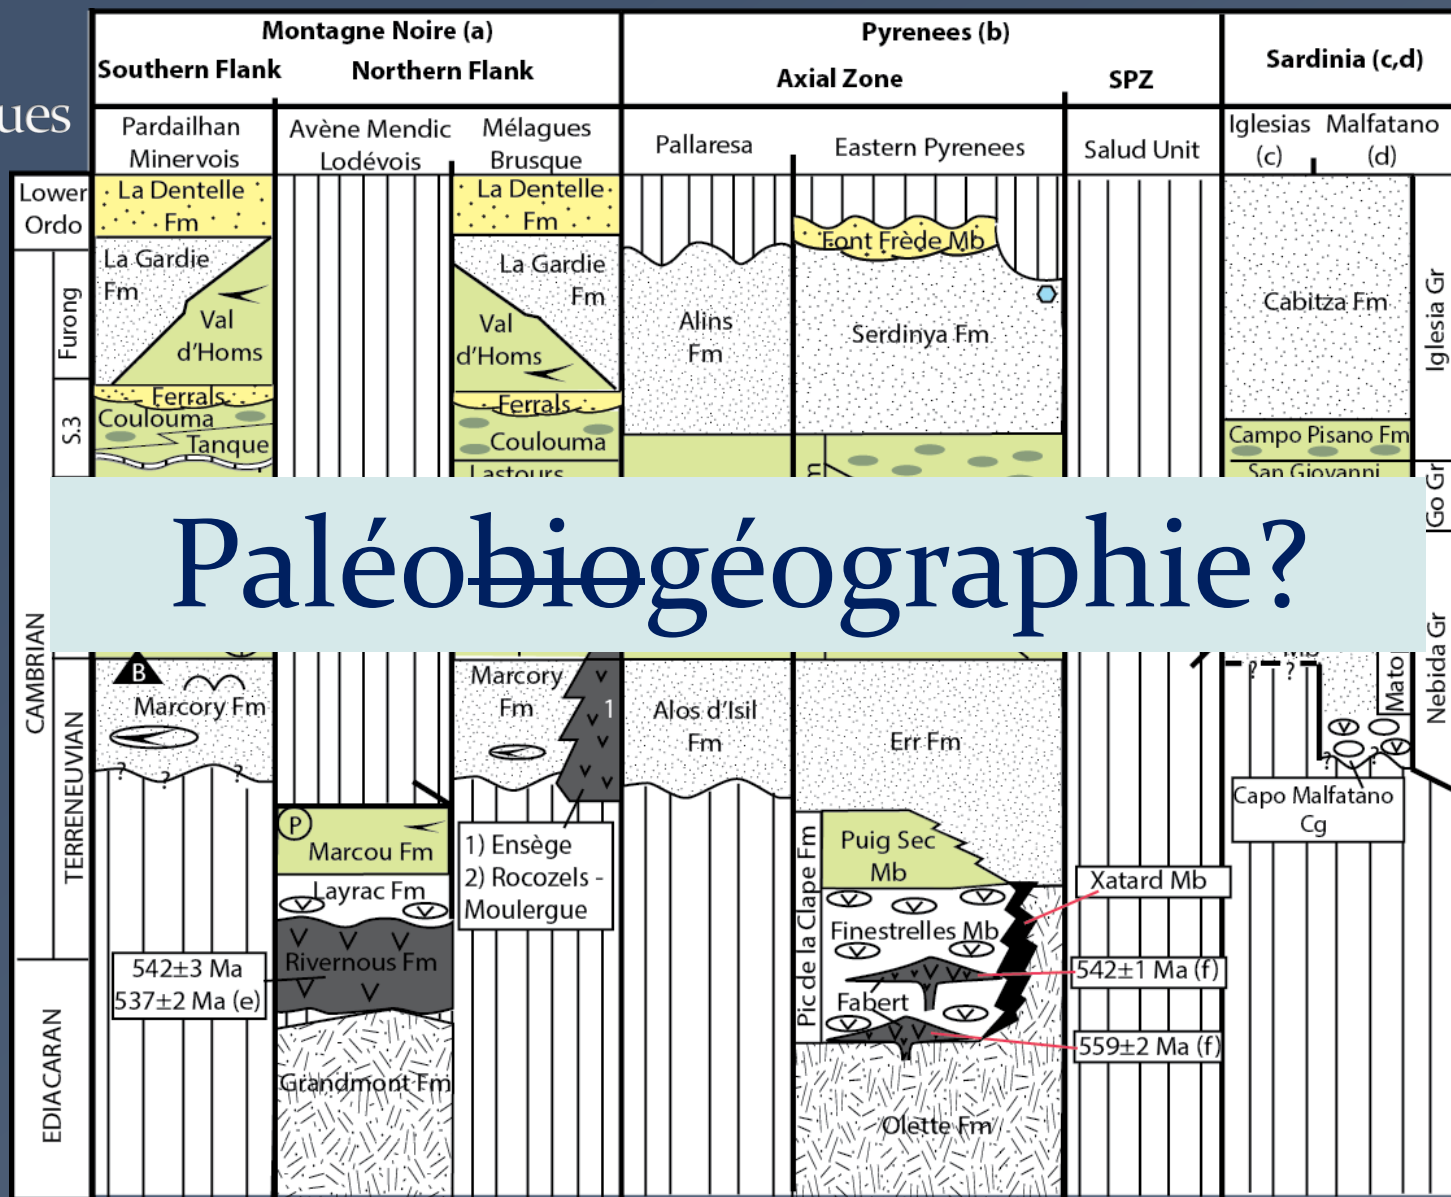 ues
Montagne Noire (a)
Pyrenees (b)
Sardinia (c,d)
Southern Flank
Northern Flank
Axial Zone
SPZ
Pardailhan
Minervois
Avène Mendic
Lodévois
Mélagues
Brusque
Pallaresa
Eastern Pyrenees
Salud Unit
Iglesias
(c)
Malfatano
(d)
Lower
Ordo
Furong
S.3
CAMBRIAN
TERRENEUVIAN
EDIACARAN
La Dentelle
Fm
La Gardie
Fm
Val
d'Homs
Ferrals
Coulouma
Tanque
B
Marcory Fm
? ? ?
542±3 Ma
537±2 Ma (e)
P
Marcou Fm
Layrac Fm
Rivernous Fm
Grandmont Fm
La Dentelle
Fm
La Gardie
Fm
Val
d'Homs
Ferrals
Coulouma
Lastours
Marcory
Fm
1
1) Ensège
2) Rocozels -
Moulergue
Alins
Fm
Alos d'Isil
Fm
Font Frède Mb
Serdinya Fm
Err Fm
Pic de la Clape Fm
Puig Sec
Mb
Finestrelles Mb
Fabert
Olette Fm
Xatard Mb
542±1 Ma (f)
559±2 Ma (f)
Cabitza Fm
Campo Pisano Fm
San Giovanni
Iglesia Gr
Go Gr
Nebida Gr
Mato
? ?
? ?
Capo Malfatano
Cg
Paléobiogéographie?